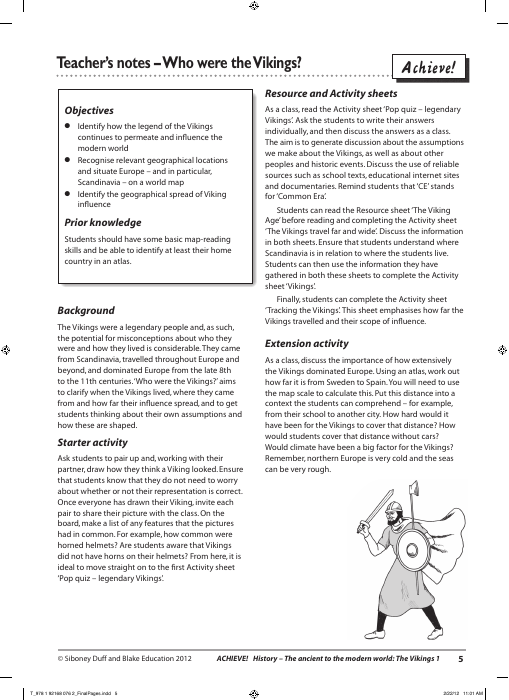 Teacher's notes – Who were the Vikings?
Achieve!
Objectives
● Identify how the legend of the Vikings
continues to permeate and influence the
modern world
● Recognise relevant geographical locations
and situate Europe – and in particular,
Scandinavia – on a world map
● Identify the geographical spread of Viking
influence
Prior knowledge
Students should have some basic map-reading
skills and be able to identify at least their home
country in an atlas.
Background
The Vikings were a legendary people and, as such,
the potential for misconceptions about who they
were and how they lived is considerable. They came
from Scandinavia, travelled throughout Europe and
beyond, and dominated Europe from the late 8th
to the 11th centuries. 'Who were the Vikings?' aims
to clarify when the Vikings lived, where they came
from and how far their influence spread, and to get
students thinking about their own assumptions and
how these are shaped.
Starter activity
Ask students to pair up and, working with their
partner, draw how they think a Viking looked. Ensure
that students know that they do not need to worry
about whether or not their representation is correct.
Once everyone has drawn their Viking, invite each
pair to share their picture with the class. On the
board, make a list of any features that the pictures
had in common. For example, how common were
horned helmets? Are students aware that Vikings
did not have horns on their helmets? From here, it is
ideal to move straight on to the first Activity sheet
'Pop quiz – legendary Vikings'.
Resource and Activity sheets
As a class, read the Activity sheet 'Pop quiz – legendary
Vikings'. Ask the students to write their answers
individually, and then discuss the answers as a class.
The aim is to generate discussion about the assumptions
we make about the Vikings, as well as about other
peoples and historic events. Discuss the use of reliable
sources such as school texts, educational internet sites
and documentaries. Remind students that 'CE' stands
for 'Common Era'.
Students can read the Resource sheet 'The Viking
Age' before reading and completing the Activity sheet
'The Vikings travel far and wide'. Discuss the information
in both sheets. Ensure that students understand where
Scandinavia is in relation to where the students live.
Students can then use the information they have
gathered in both these sheets to complete the Activity
sheet 'Vikings'.
Finally, students can complete the Activity sheet
'Tracking the Vikings'. This sheet emphasises how far the
Vikings travelled and their scope of influence.
Extension activity
As a class, discuss the importance of how extensively
the Vikings dominated Europe. Using an atlas, work out
how far it is from Sweden to Spain. You will need to use
the map scale to calculate this. Put this distance into a
context the students can comprehend – for example,
from their school to another city. How hard would it
have been for the Vikings to cover that distance? How
would students cover that distance without cars?
Would climate have been a big factor for the Vikings?
Remember, northern Europe is very cold and the seas
can be very rough.
© Siboney Duff and Blake Education 2012
ACHIEVE! History – The ancient to the modern world: The Vikings 1
5
T_978 1 92168 076 2_FinalPages.indd 5
2/22/12 11:31 AM